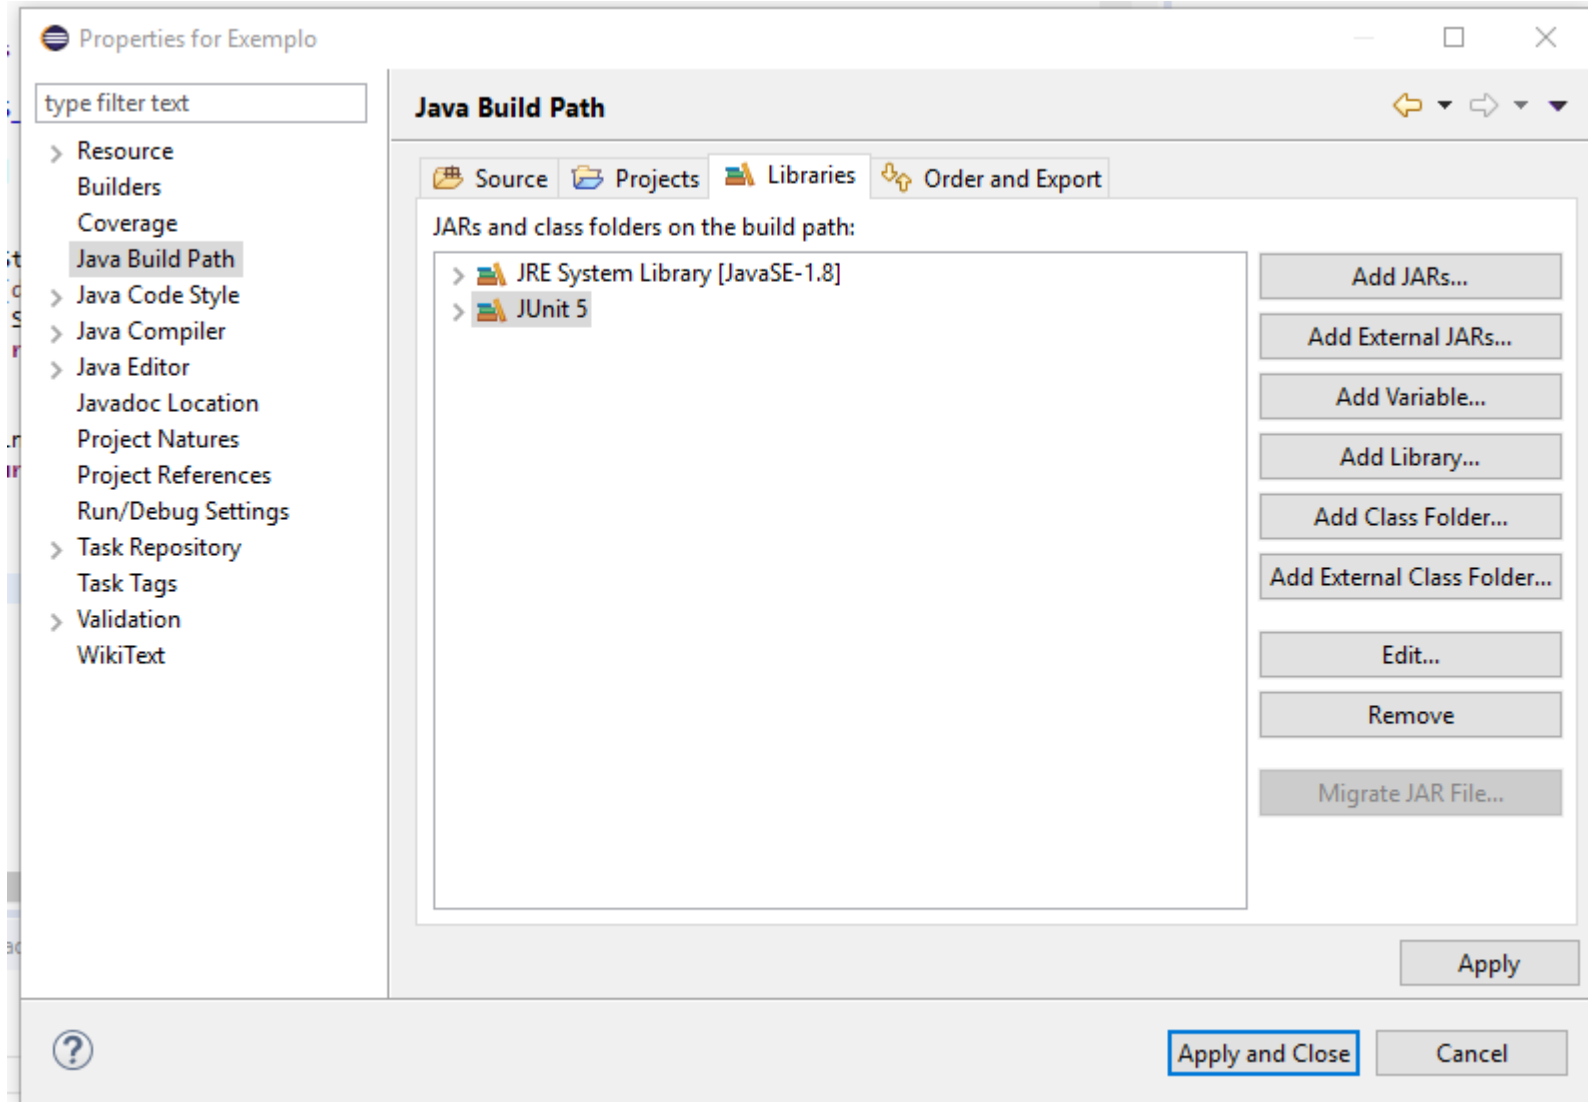 Properties for Exemplo
type filter text
Resource
Builders
Coverage
Java Build Path
Java Code Style
Java Compiler
Java Editor
Javadoc Location
Project Natures
Project References
Run/Debug Settings
Task Repository
Task Tags
Validation
WikiText
Java Build Path
Source Projects Libraries Order and Export
JARs and class folders on the build path:
JRE System Library [JavaSE-1.8]
JUnit 5
Add JARs...
Add External JARs...
Add Variable...
Add Library...
Add Class Folder...
Add External Class Folder...
Edit...
Remove
Migrate JAR File...
Apply
Apply and Close Cancel